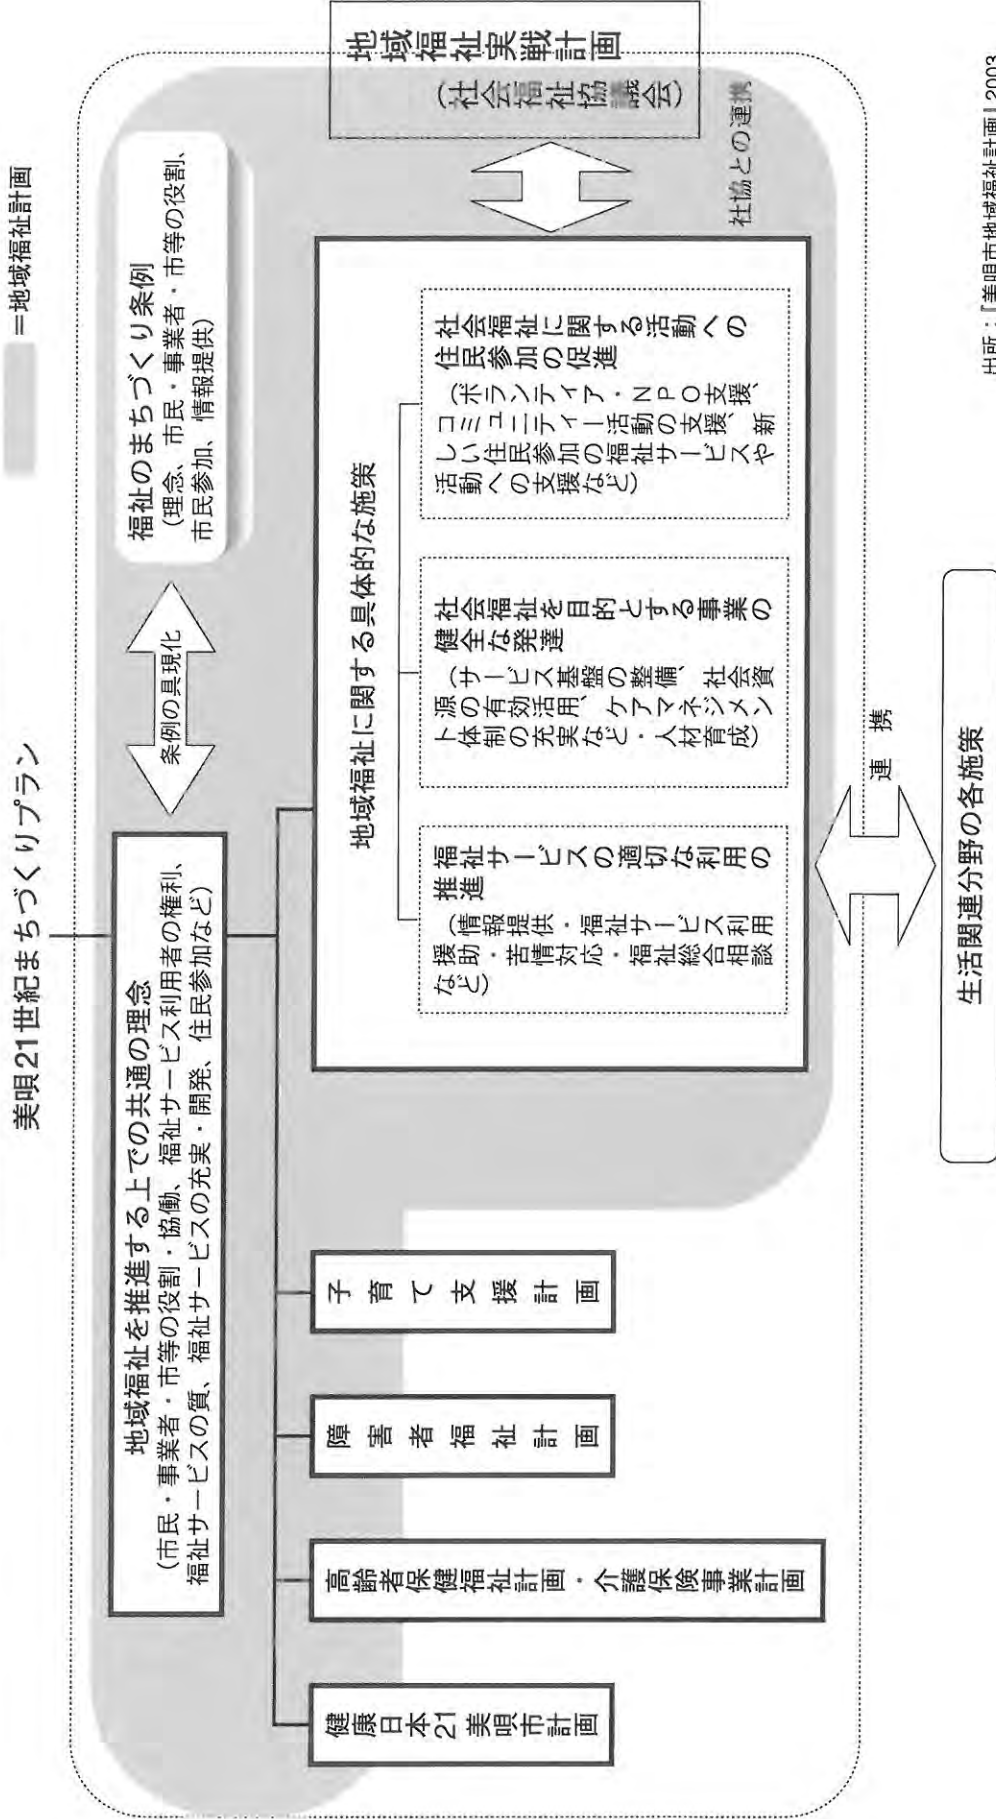 美唄21世紀まちづくりプラン
＝地域福祉計画
地域福祉を推進する上での共通の理念
（市民・事業者・市等の役割・協働、福祉サービス利用者の権利、
福祉サービスの質、福祉サービスの充実・開発、住民参加など）
条例の具現化
福祉のまちづくり条例
（理念、市民・事業者・市等の役割、
市民参加、情報提供）
健康日本21美唄市計画
高齢者保健福祉計画・介護保険事業計画
障害者福祉計画
子育て支援計画
地域福祉に関する具体的な施策
福祉サービスの適切な利用の
推進
（情報提供・福祉サービス利用
援助・苦情対応・福祉総合相談
など）
社会福祉を目的とする事業の
健全な発達
（サービス基盤の整備、社会資
源の有効活用、ケアマネジメン
ト体制の充実など・人材育成）
社会福祉に関する活動への
住民参加の促進
（ボランティア・ＮＰＯ支援、
コミュニティー活動の支援、新
しい住民参加の福祉サービスや
活動への支援など）
地域福祉実戦計画
（社会福祉協議会）
社協との連携
連携
生活関連分野の各施策
出所：『美唄市地域福祉計画』2003